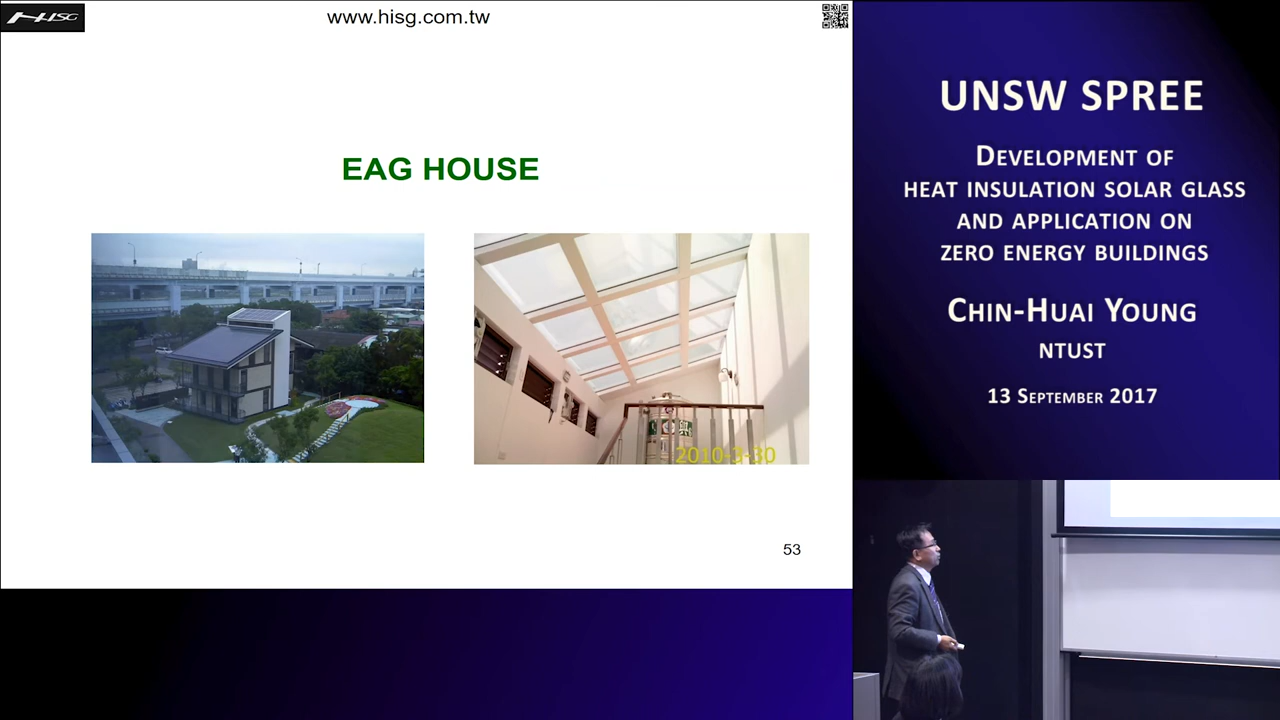 HISG
www.hisg.com.tw
EAG HOUSE
2010-3-30
53
UNSW SPREE
DEVELOPMENT OF
HEAT INSULATION SOLAR GLASS
AND APPLICATION ON
ZERO ENERGY BUILDINGS
CHIN-HUAI YOUNG
NTUST
13 SEPTEMBER 2017